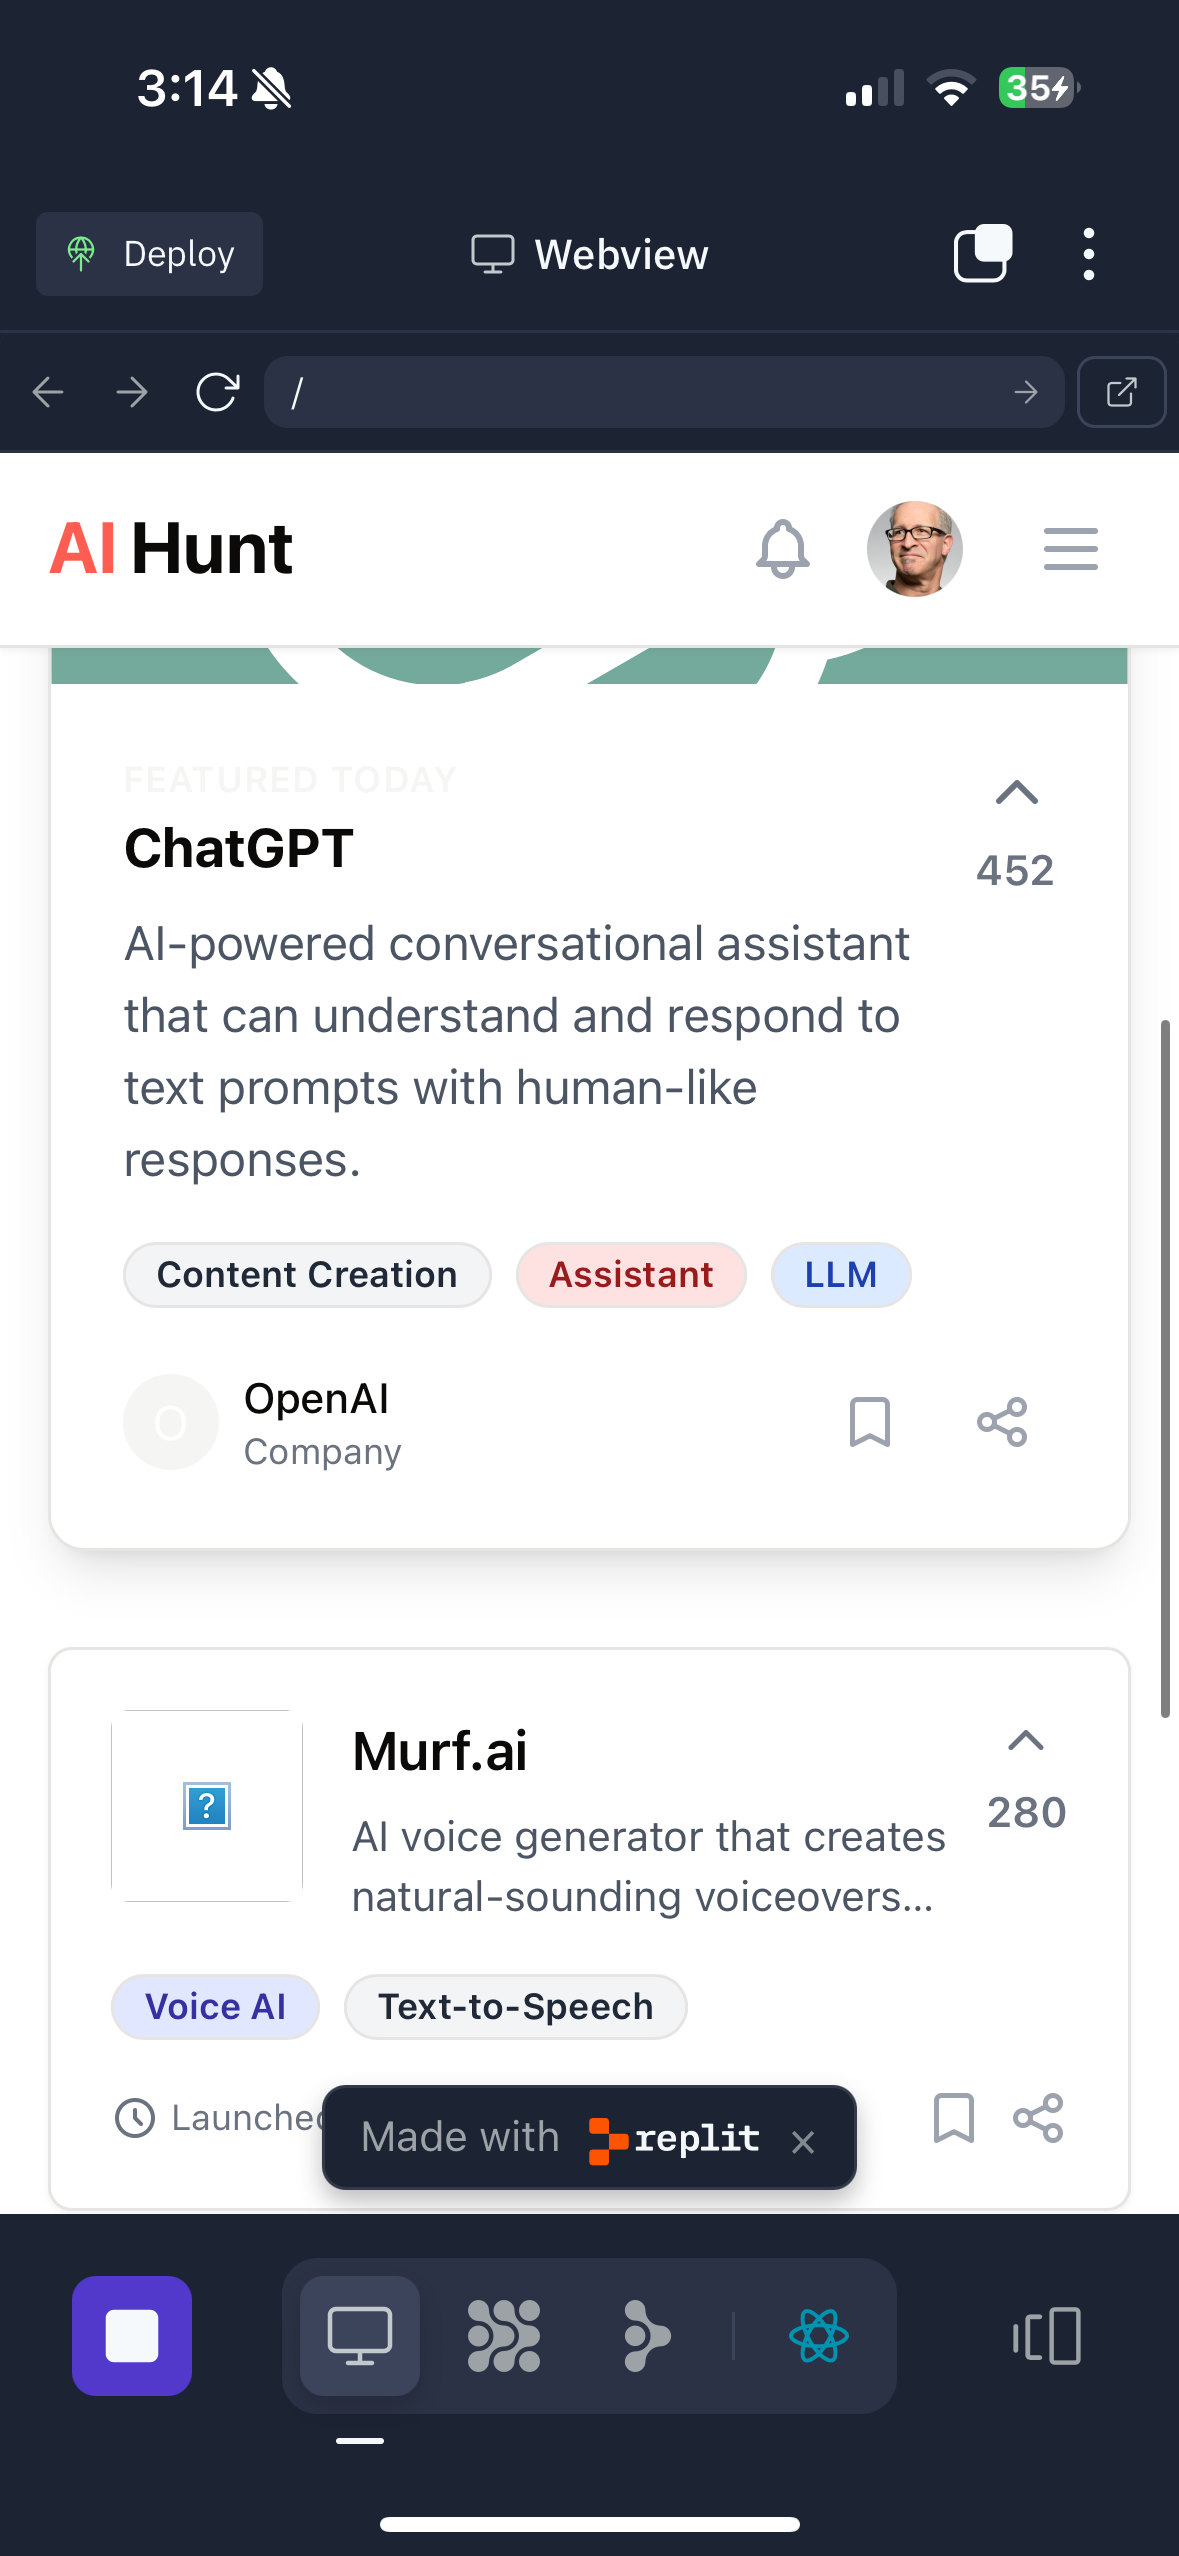 3:14
35
Deploy
Webview
/
AI Hunt
FEATURED TODAY
ChatGPT
452
AI-powered conversational assistant
that can understand and respond to
text prompts with human-like
responses.
Content Creation
Assistant
LLM
O
OpenAI
Company
Murf.ai
280
AI voice generator that creates
natural-sounding voiceovers...
Voice AI
Text-to-Speech
Launched
Made with replit ×